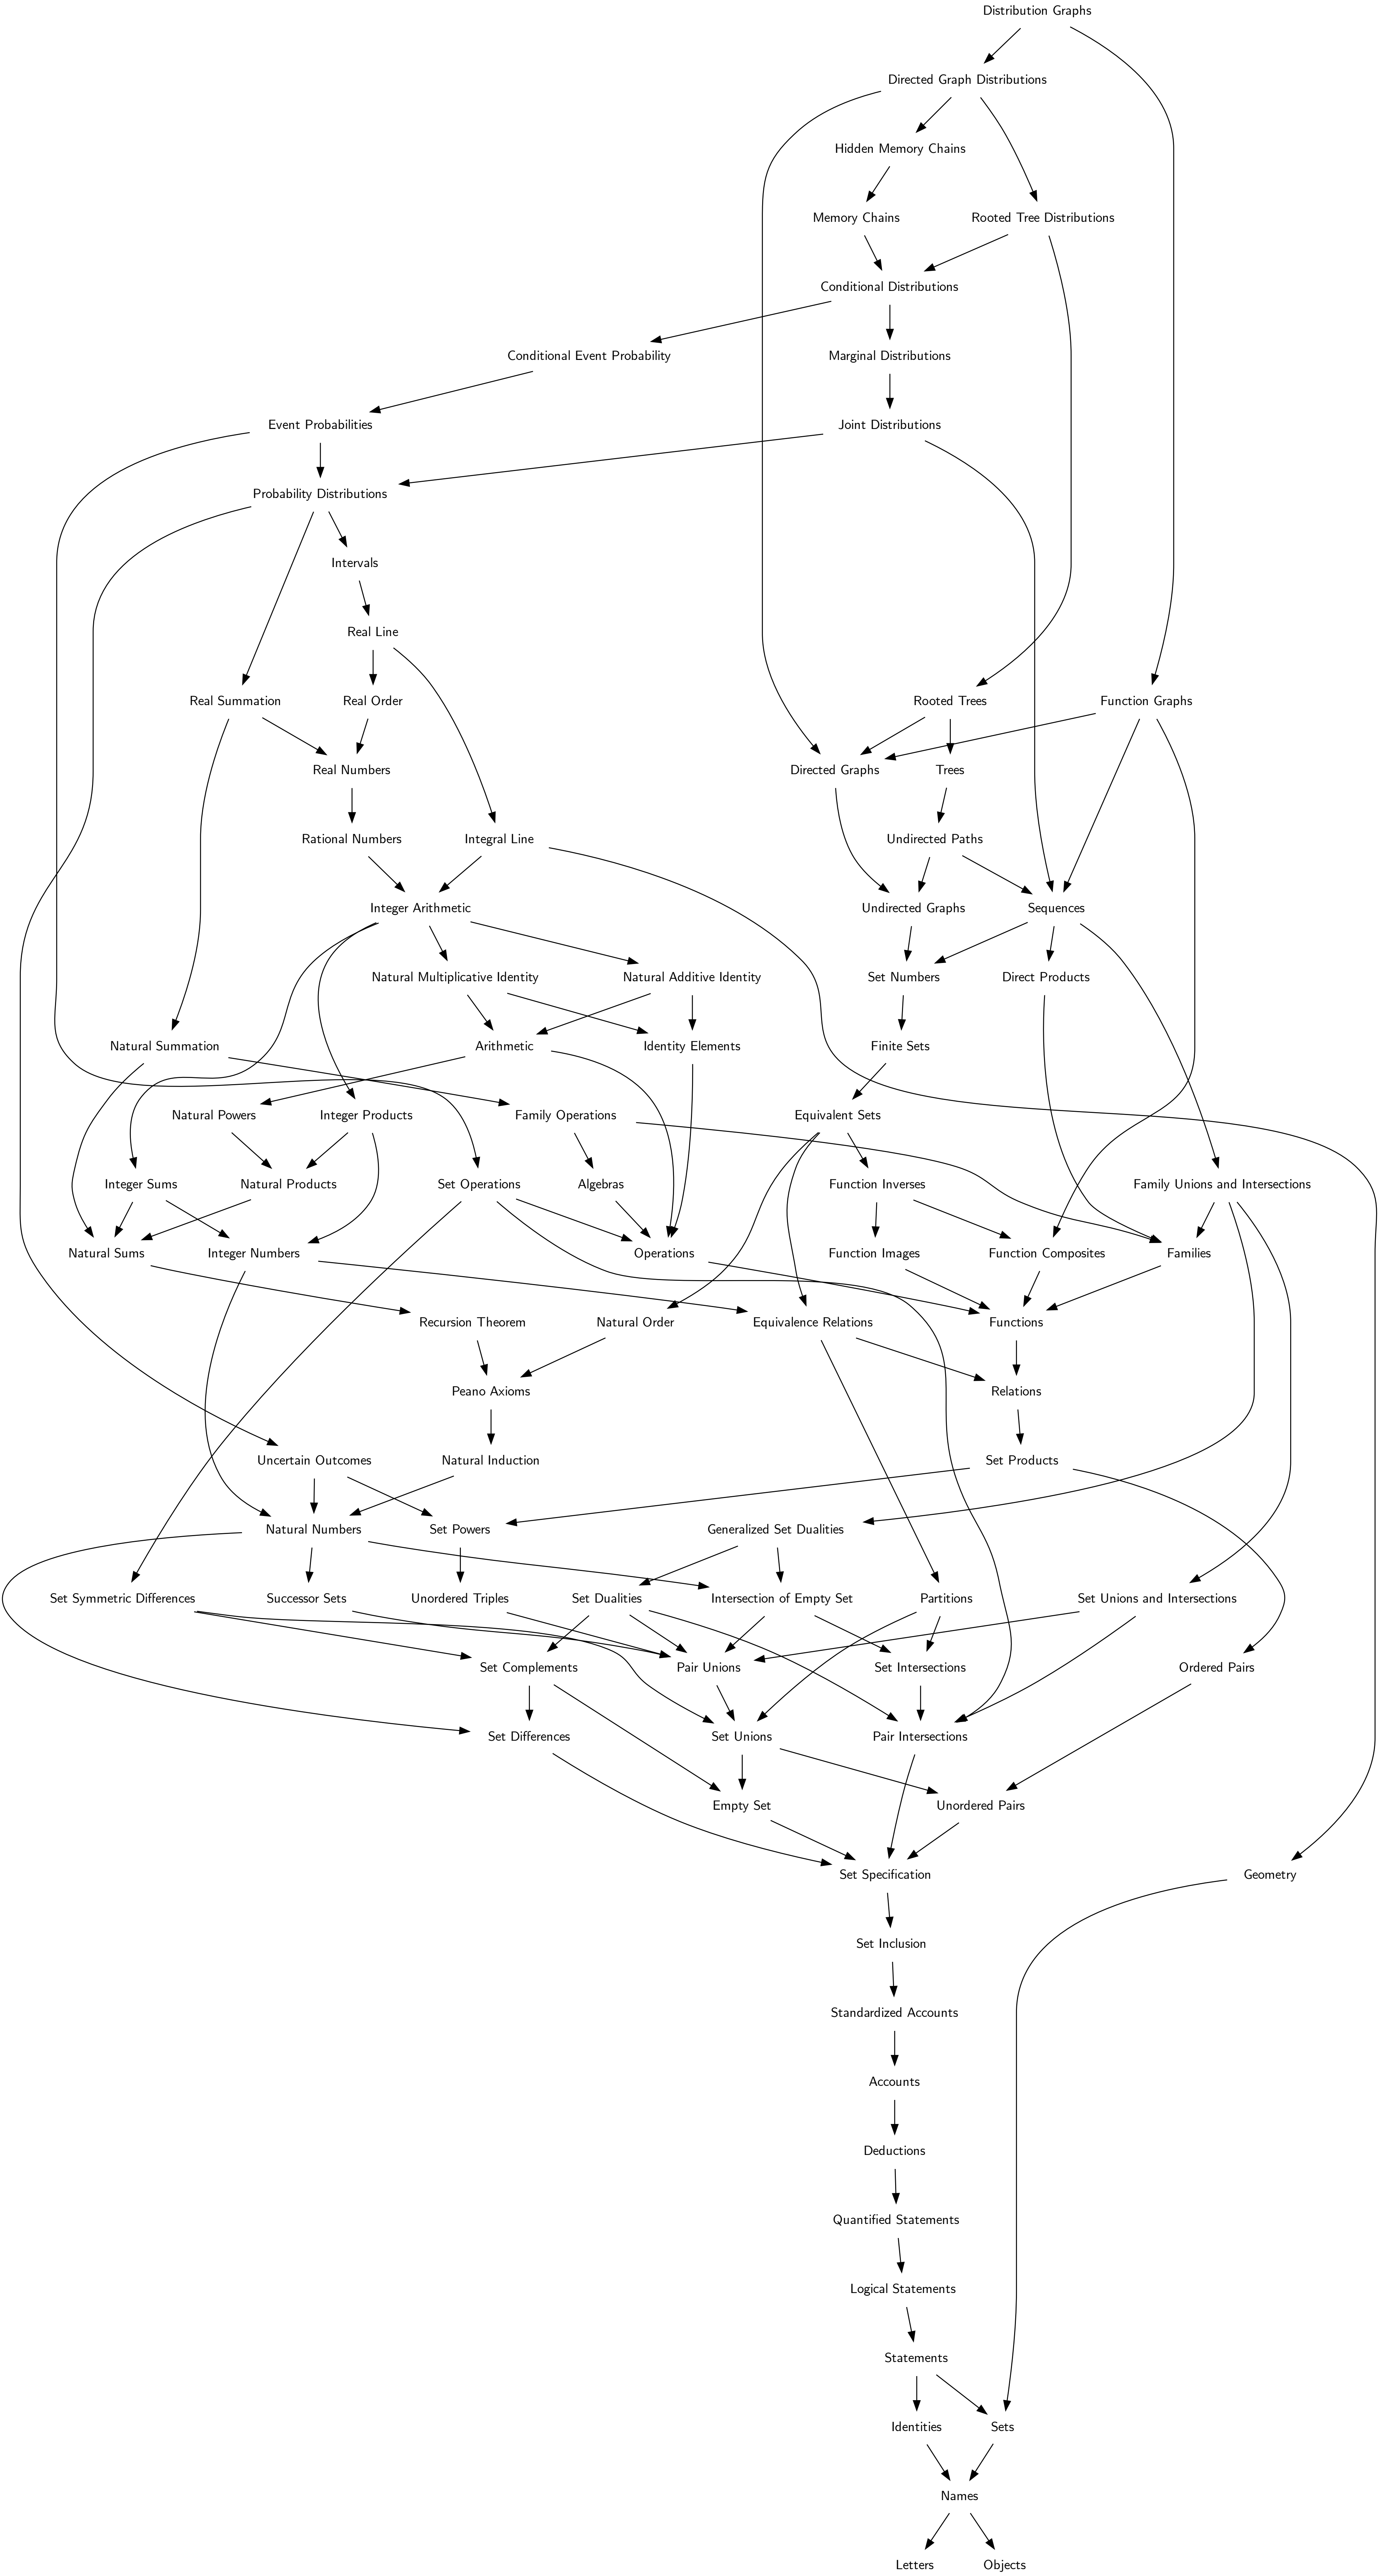 Distribution Graphs
Directed Graph Distributions
Hidden Memory Chains
Memory Chains
Rooted Tree Distributions
Conditional Distributions
Conditional Event Probability
Marginal Distributions
Event Probabilities
Joint Distributions
Probability Distributions
Intervals
Real Line
Real Summation
Real Order
Rooted Trees
Function Graphs
Real Numbers
Directed Graphs
Trees
Rational Numbers
Integral Line
Undirected Paths
Integer Arithmetic
Undirected Graphs
Sequences
Natural Multiplicative Identity
Natural Additive Identity
Set Numbers
Direct Products
Natural Summation
Arithmetic
Identity Elements
Finite Sets
Natural Powers
Integer Products
Family Operations
Equivalent Sets
Integer Sums
Natural Products
Set Operations
Algebras
Function Inverses
Family Unions and Intersections
Natural Sums
Integer Numbers
Operations
Function Images
Function Composites
Families
Recursion Theorem
Natural Order
Equivalence Relations
Functions
Peano Axioms
Relations
Uncertain Outcomes
Natural Induction
Set Products
Natural Numbers
Set Powers
Generalized Set Dualities
Set Symmetric Differences
Successor Sets
Unordered Triples
Set Dualities
Intersection of Empty Set
Partitions
Set Unions and Intersections
Set Complements
Pair Unions
Set Intersections
Ordered Pairs
Set Differences
Set Unions
Pair Intersections
Empty Set
Unordered Pairs
Set Specification
Geometry
Set Inclusion
Standardized Accounts
Accounts
Deductions
Quantified Statements
Logical Statements
Statements
Identities
Sets
Names
Letters
Objects